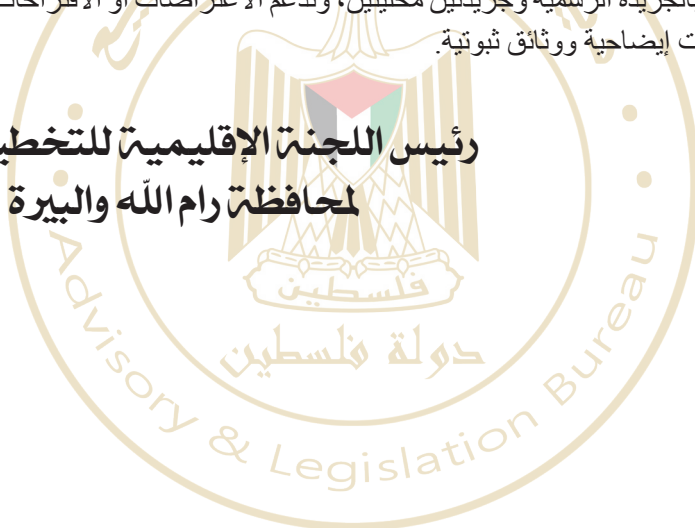 الجريدة الرسمية وجريدتين محليتين، وتدعم الاعتراضات أو الاقتراحات
ت إيضاحية ووثائق ثبوتية.
رئيس اللجنة الإقليمية
لمحافظة رام الله والبيرة
فلسطين
دولة فلسطين
Advisory & Legislation Bureau